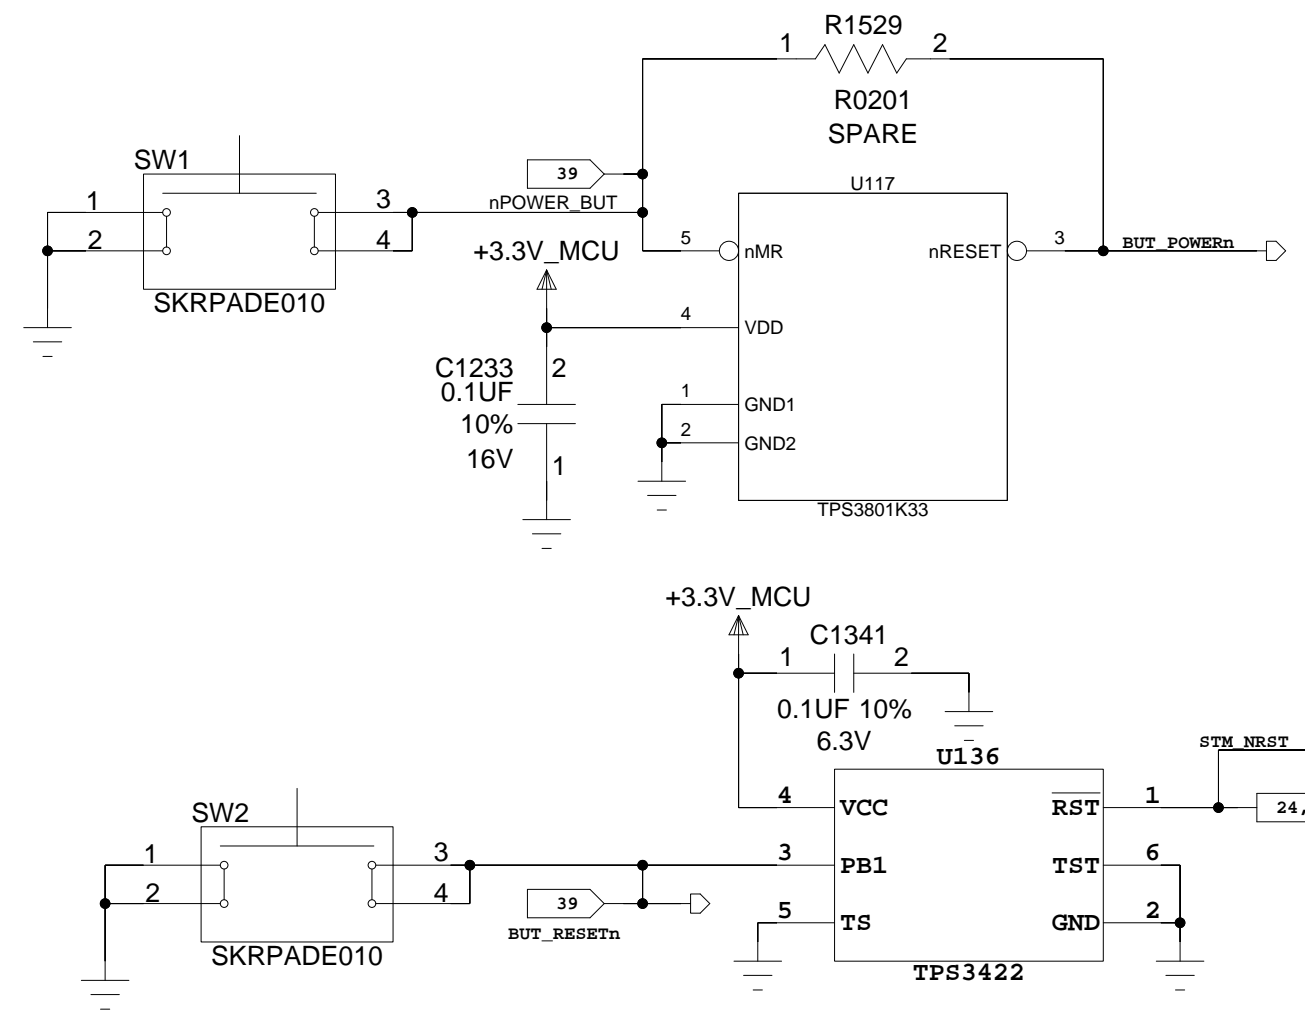 R1529
1 2
R0201
SPARE
SW1
1 3
2 4
SKRPADE010
39
nPOWER_BUT
+3.3V_MCU
C1233 2
0.1UF
10%
16V 1
U117
5 nMR nRESET 3 BUT_POWERn
4 VDD
1 GND1
2 GND2
TPS3801K33
+3.3V_MCU
C1341
1 2
0.1UF 10%
6.3V
U136
STM_NRST
4 VCC RST 1 24,
SW2
1 3
2 4
SKRPADE010
39
BUT_RESETn
3 PB1 TST 6
5 TS GND 2
TPS3422